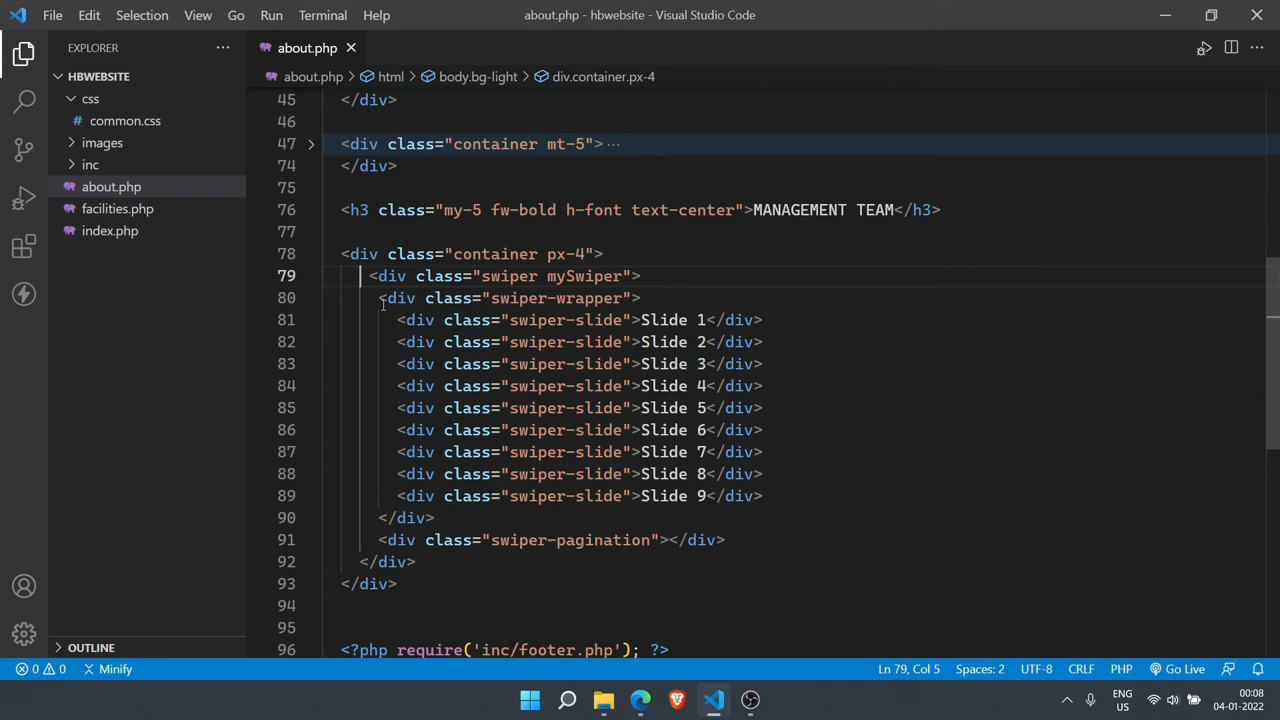 File Edit Selection View Go Run Terminal Help
about.php - hbwebsite - Visual Studio Code
EXPLORER
HBWEBSITE
css
# common.css
images
inc
about.php
facilities.php
index.php
OUTLINE
about.php
about.php > html > body.bg-light > div.container.px-4
45 </div>
46
47 <div class="container mt-5">···
74 </div>
75
76 <h3 class="my-5 fw-bold h-font text-center">MANAGEMENT TEAM</h3>
77
78 <div class="container px-4">
79 <div class="swiper mySwiper">
80 <div class="swiper-wrapper">
81 <div class="swiper-slide">Slide 1</div>
82 <div class="swiper-slide">Slide 2</div>
83 <div class="swiper-slide">Slide 3</div>
84 <div class="swiper-slide">Slide 4</div>
85 <div class="swiper-slide">Slide 5</div>
86 <div class="swiper-slide">Slide 6</div>
87 <div class="swiper-slide">Slide 7</div>
88 <div class="swiper-slide">Slide 8</div>
89 <div class="swiper-slide">Slide 9</div>
90 </div>
91 <div class="swiper-pagination"></div>
92 </div>
93 </div>
94
95
96 <?php require('inc/footer.php'); ?>
0 0 Minify
Ln 79, Col 5 Spaces: 2 UTF-8 CRLF PHP Go Live
ENG
US
00:08
04-01-2022